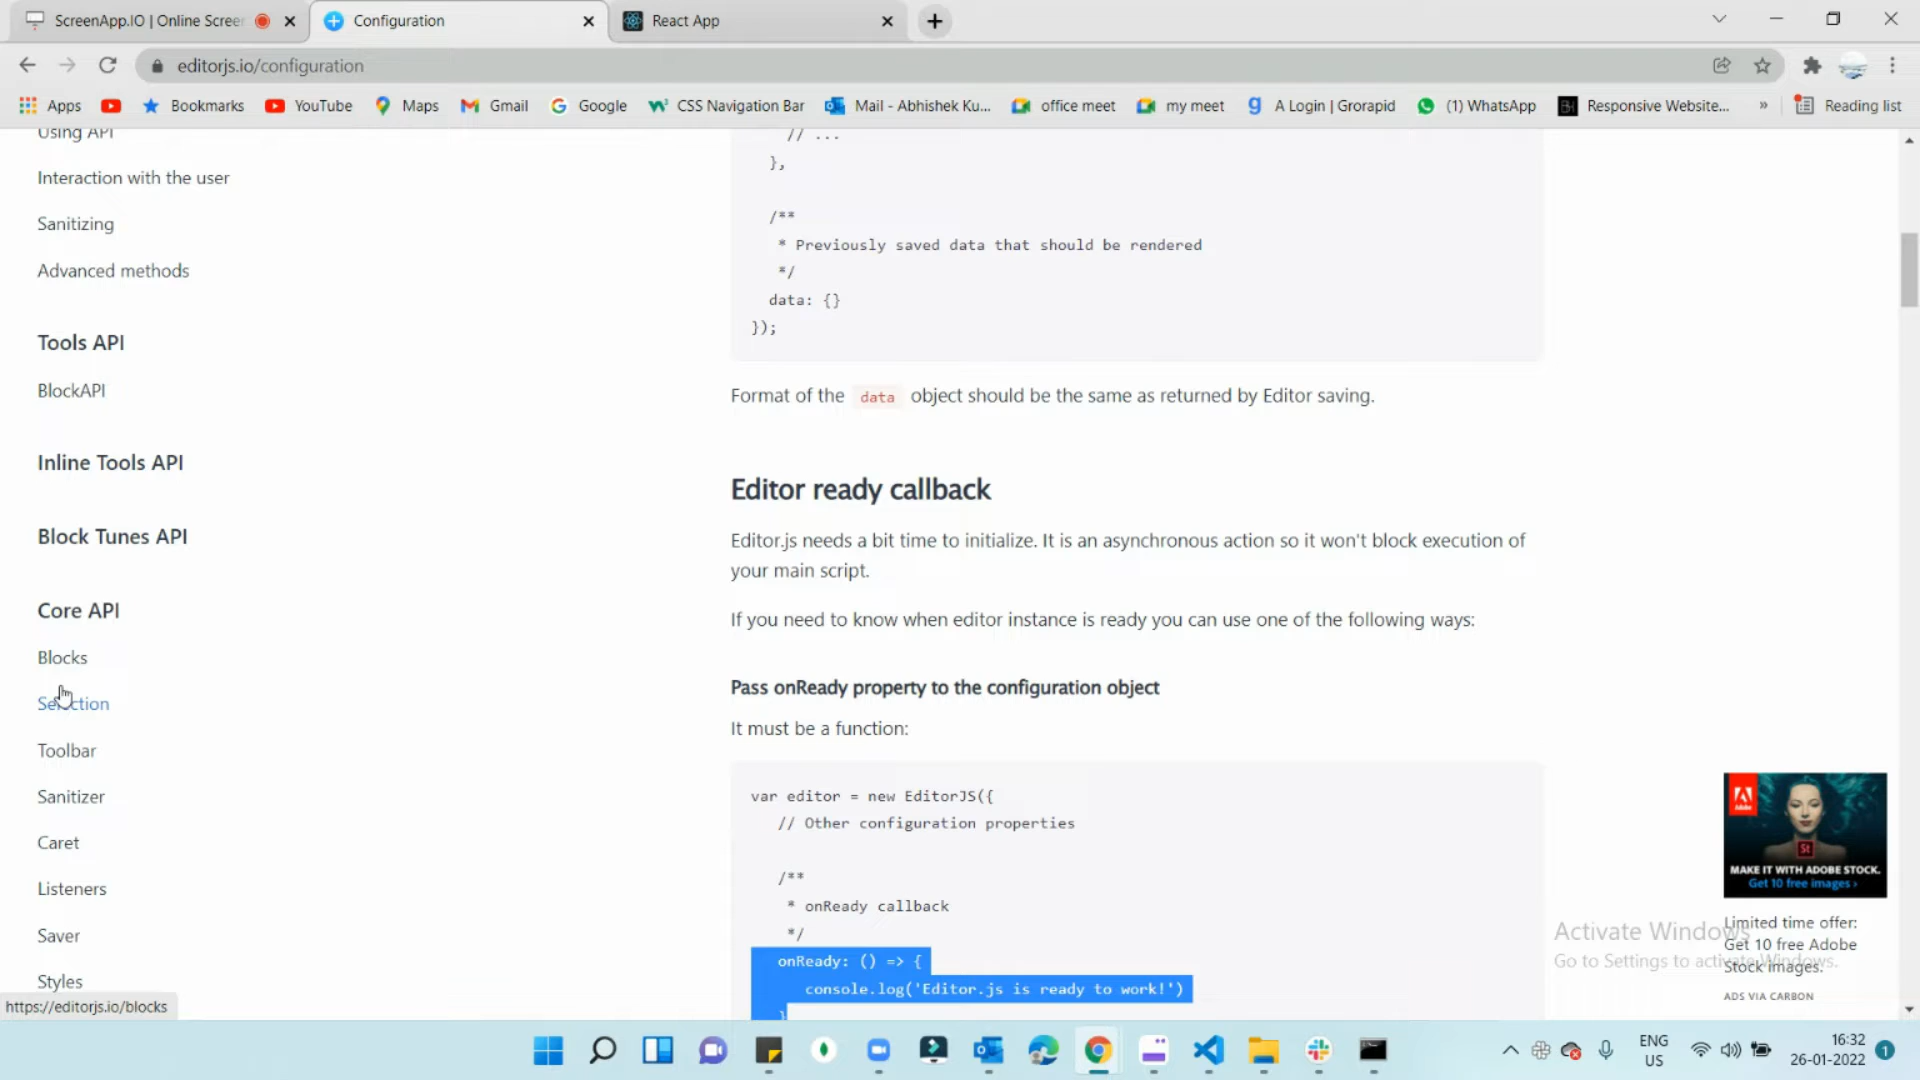 ScreenApp.IO | Online Screen
Configuration
React App
editorjs.io/configuration
Apps
Bookmarks
YouTube
Maps
Gmail
Google
CSS Navigation Bar
Mail - Abhishek Ku...
office meet
my meet
A Login | Grorapid
(1) WhatsApp
Responsive Website...
»
Reading list
Using API
Interaction with the user
Sanitizing
Advanced methods
Tools API
BlockAPI
Inline Tools API
Block Tunes API
Core API
Blocks
Selection
Toolbar
Sanitizer
Caret
Listeners
Saver
Styles
https://editorjs.io/blocks
// ...
},
/**
* Previously saved data that should be rendered
*/
data: {}
});
Format of the data object should be the same as returned by Editor saving.
Editor ready callback
Editor.js needs a bit time to initialize. It is an asynchronous action so it won't block execution of
your main script.
If you need to know when editor instance is ready you can use one of the following ways:
Pass onReady property to the configuration object
It must be a function:
var editor = new EditorJS({
// Other configuration properties
/**
* onReady callback
*/
onReady: () => {
console.log('Editor.js is ready to work!')
}
MAKE IT WITH ADOBE STOCK.
Get 10 free images ›
Limited time offer:
Get 10 free Adobe
Stock images.
ADS VIA CARBON
Activate Windows
Go to Settings to activate Windows.
ENG
US
16:32
26-01-2022
1